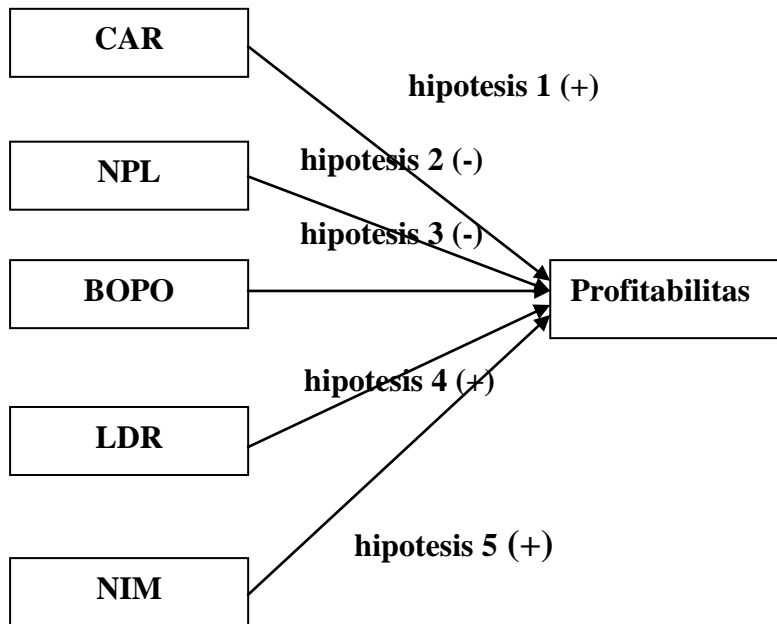 CAR
hipotesis 1 (+)
NPL
hipotesis 2 (-)
hipotesis 3 (-)
BOPO
Profitabilitas
hipotesis 4 (+)
LDR
hipotesis 5 (+)
NIM